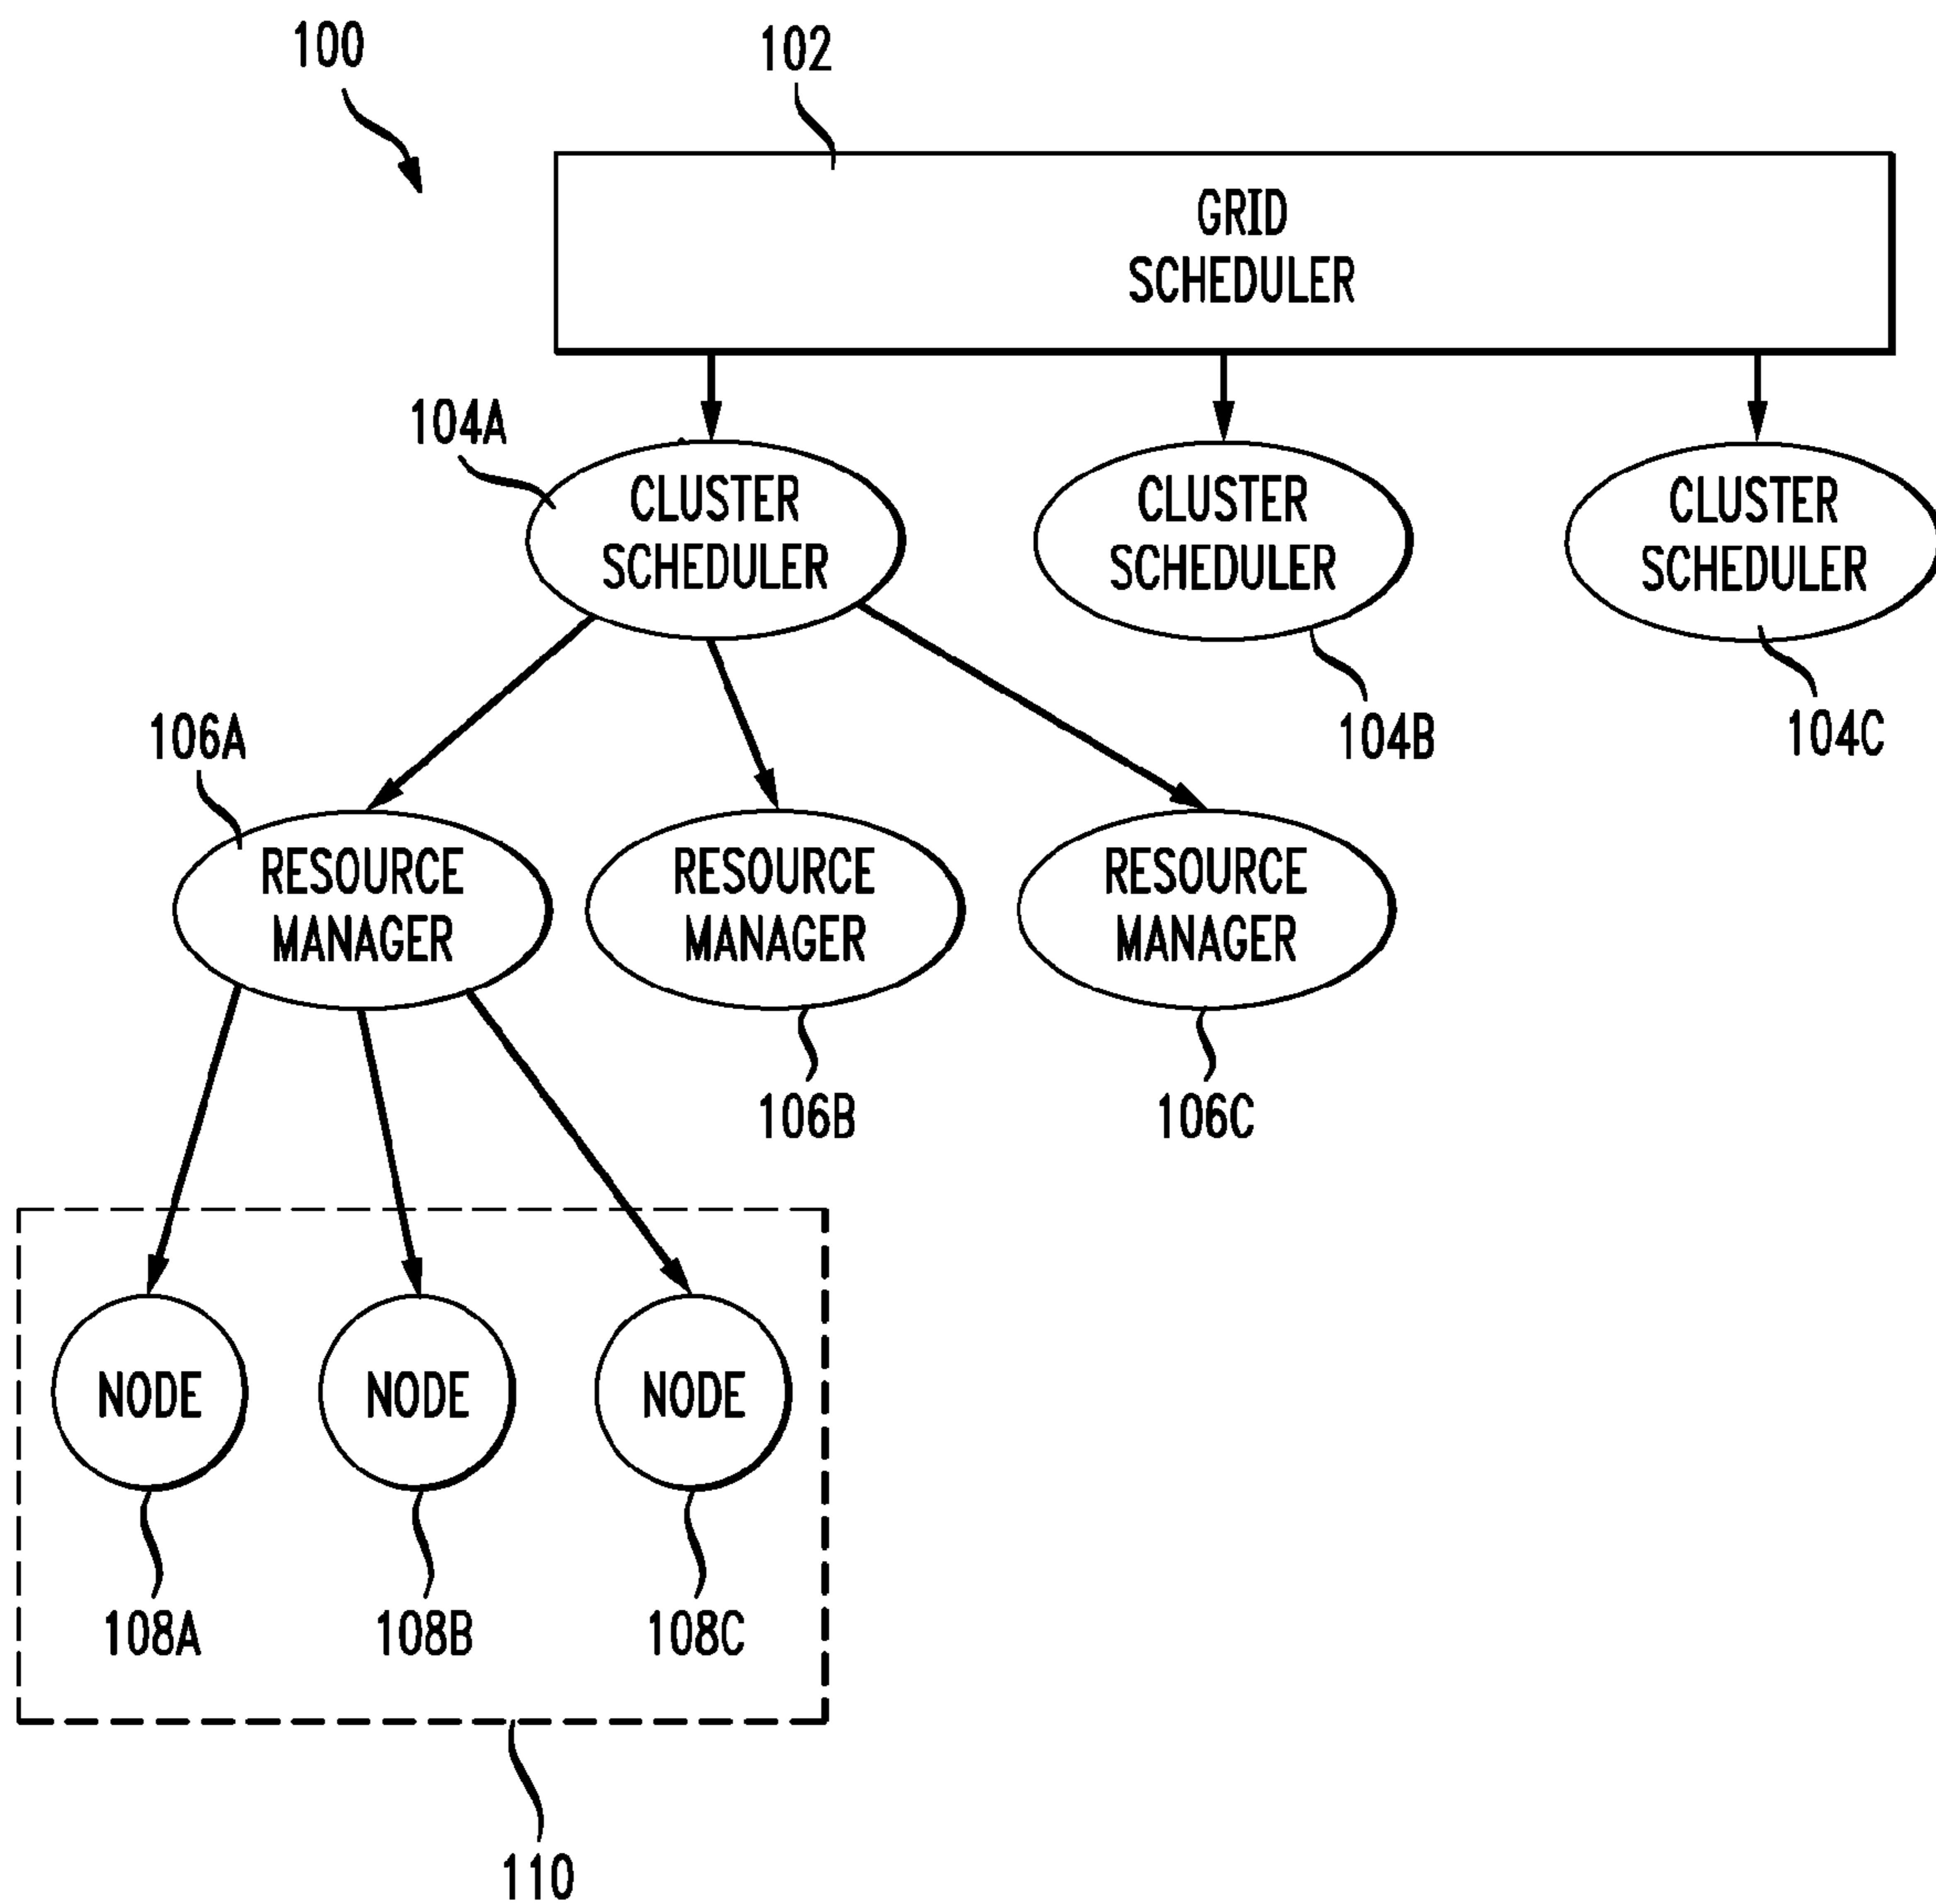 100
102
GRID
SCHEDULER
104A
CLUSTER
SCHEDULER
CLUSTER
SCHEDULER
CLUSTER
SCHEDULER
104B
104C
106A
RESOURCE
MANAGER
RESOURCE
MANAGER
RESOURCE
MANAGER
106B
106C
NODE
NODE
NODE
108A
108B
108C
110